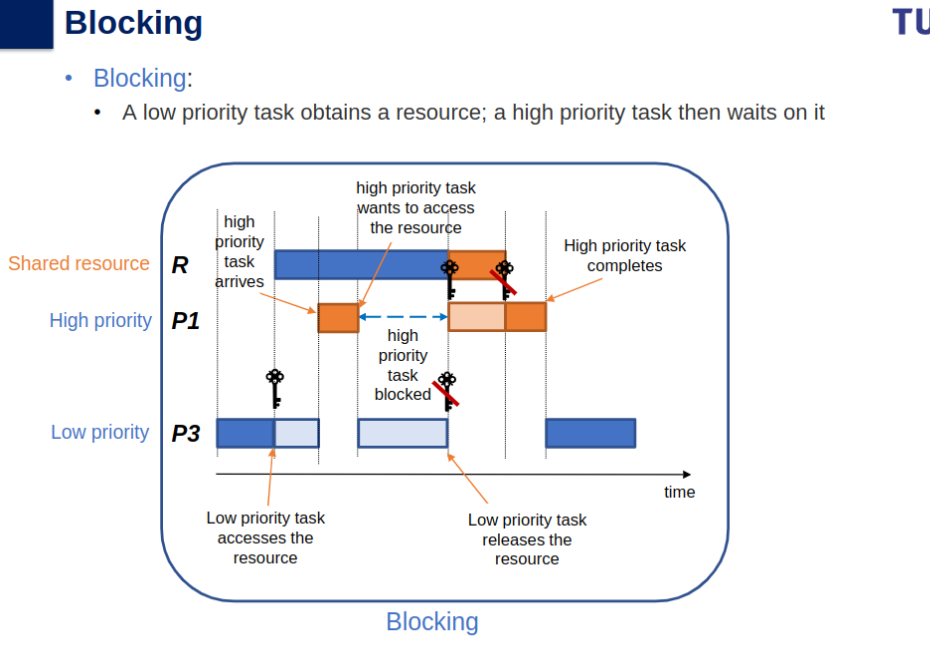 Blocking
TU
• Blocking:
• A low priority task obtains a resource; a high priority task then waits on it
high priority task
wants to access
the resource
high
priority
task
arrives
High priority task
completes
Shared resource R
High priority P1
high
priority
task
blocked
Low priority P3
time
Low priority task
accesses the
resource
Low priority task
releases the
resource
Blocking